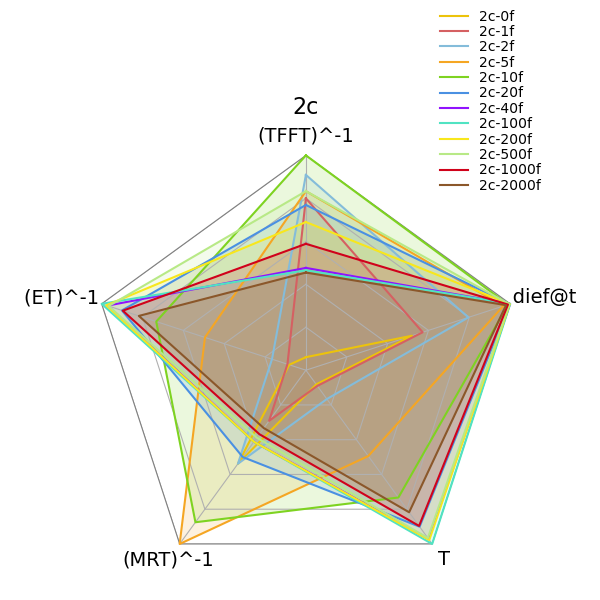 2c-0f
2c-1f
2c-2f
2c-5f
2c-10f
2c-20f
2c-40f
2c-100f
2c-200f
2c-500f
2c-1000f
2c-2000f
2c
(TFFT)^-1
(ET)^-1
dief@t
(MRT)^-1
T